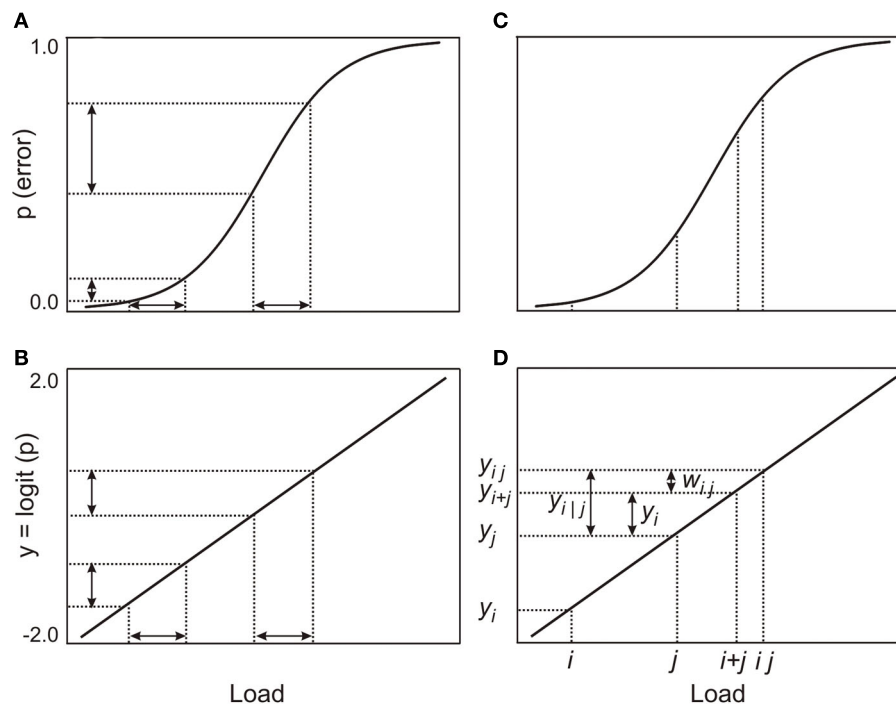 A
1.0
p (error)
0.0
C
B
2.0
y = logit (p)
-2.0
Load
D
y i j
y i+j
y j
y i
y i | j
w i j
y i
i j i+j i j
Load